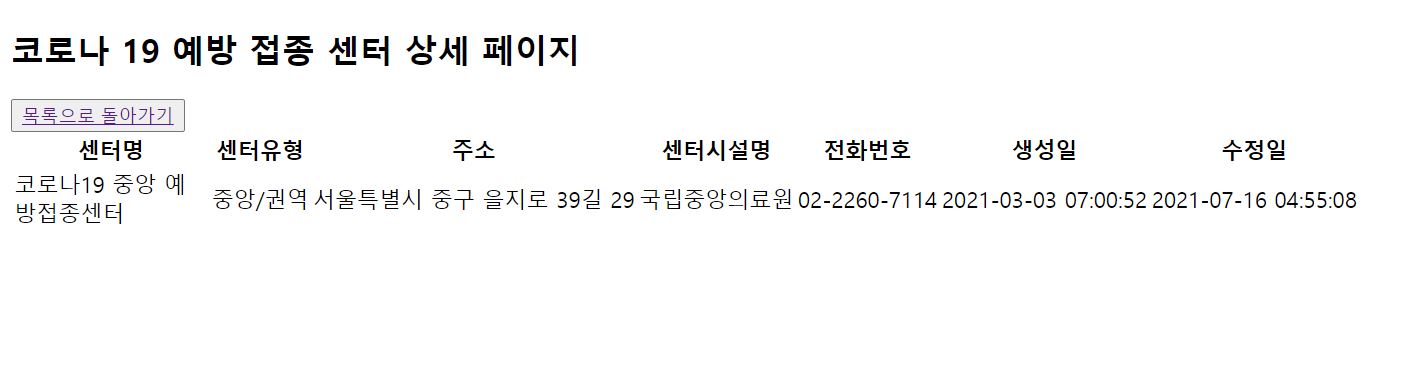 코로나 19 예방 접종 센터 상세 페이지
목록으로 돌아가기
센터명 센터유형 주소 센터시설명 전화번호 생성일 수정일
코로나19 중앙 예
방접종센터
중앙/권역 서울특별시 중구 을지로 39길 29 국립중앙의료원 02-2260-7114 2021-03-03 07:00:52 2021-07-16 04:55:08